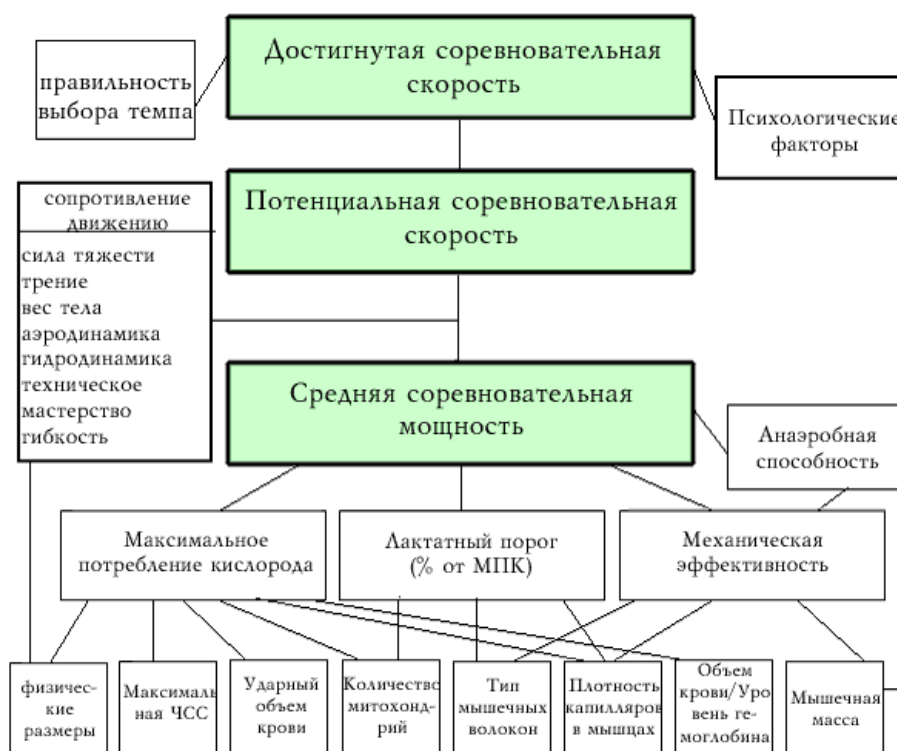 Достигнутая соревновательная
скорость
правильность
выбора темпа
Психологические
факторы
Потенциальная соревновательная
скорость
сопротивление
движению
сила тяжести
трение
вес тела
аэродинамика
гидродинамика
техническое
мастерство
гибкость
Средняя соревновательная
мощность
Анаэробная
способность
Максимальное
потребление кислорода
Лактатный порог
(% от МПК)
Механическая
эффективность
физичес-
кие
размеры
Максималь
ная ЧСС
Ударный
объем
крови
Количество
митохонд-
рий
Тип
мышечных
волокон
Плотность
капилляров
в мышцах
Объем
крови/Уро
вень ге-
моглобина
Мышечная
масса